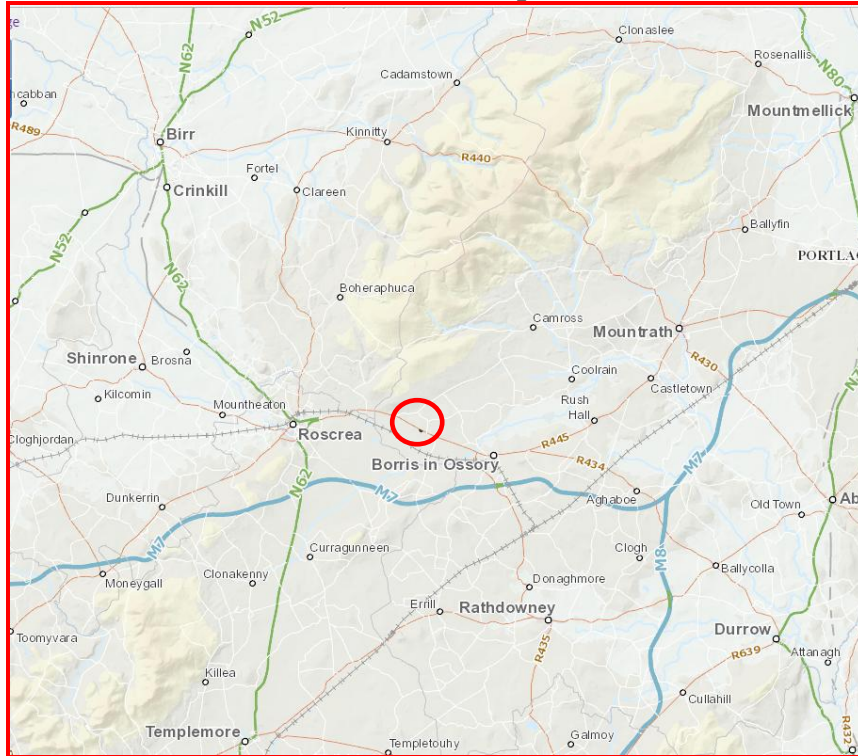 ge
N52
N62
Clonaslee
Rosenallis
N80
Cadamstown
ncabban
Mountmellick
R489
Birr
Kinnitty
R440
Fortel
Crinkill
Clareen
Ballyfin
N52
N62
PORTLAO
Boheraphuca
Camross
Mountrath
R430
Shinrone
Brosna
Coolrain
Castletown
Kilcomin
Mountheaton
Rush
Hall
Cloghjordan
Roscrea
R445
Borris in Ossory
R434
M7
N62
M7
Aghaboe
Dunkerrin
Old Town
Ab
M7
Curragunneen
Clogh
M8
Moneygall
Clonakenny
Donaghmore
Ballycolla
Errill
Rathdowney
Toomyvara
R435
Durrow
R639
Attanagh
Killea
Cullahill
Templemore
Templetouhy
Galmoy
R432